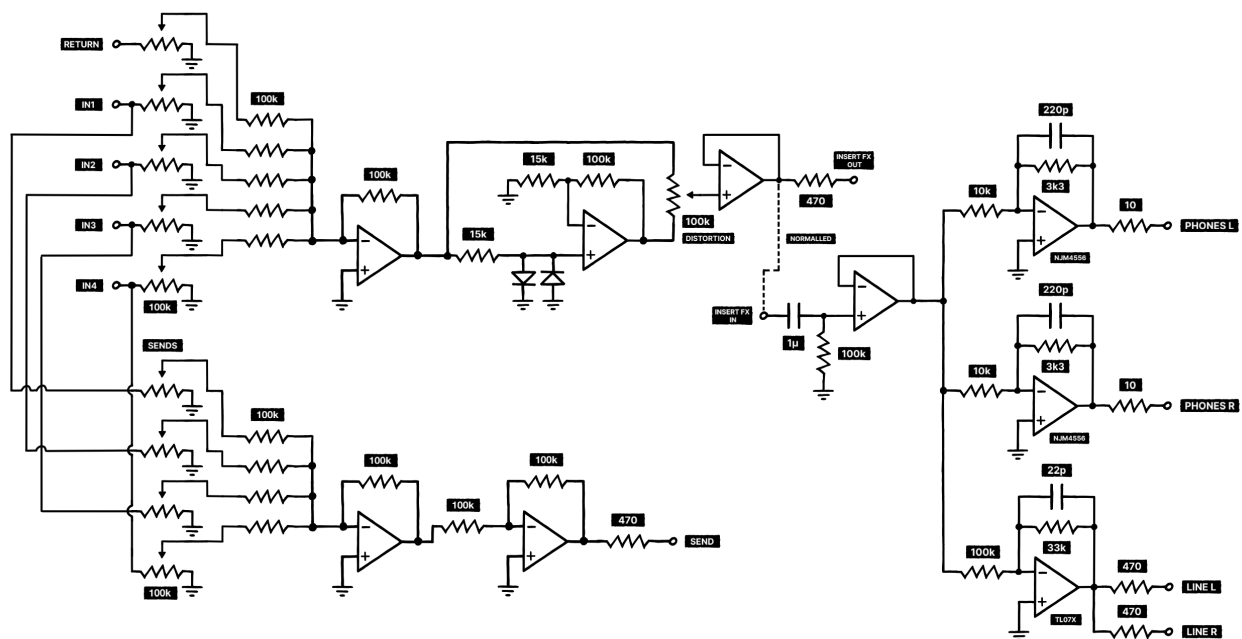 RETURN
IN1
IN2
IN3
IN4
100k
SENDS
100k
100k
100k
15k
15k
100k
100k
DISTORTION
INSERT FX
OUT
470
NORMALLED
INSERT FX
IN
1µ
100k
100k
100k
100k
100k
470
SEND
220p
10k
3k3
NJM4556
10
PHONES L
220p
10k
3k3
NJM4556
10
PHONES R
22p
100k
33k
TL07X
470
LINE L
470
LINE R